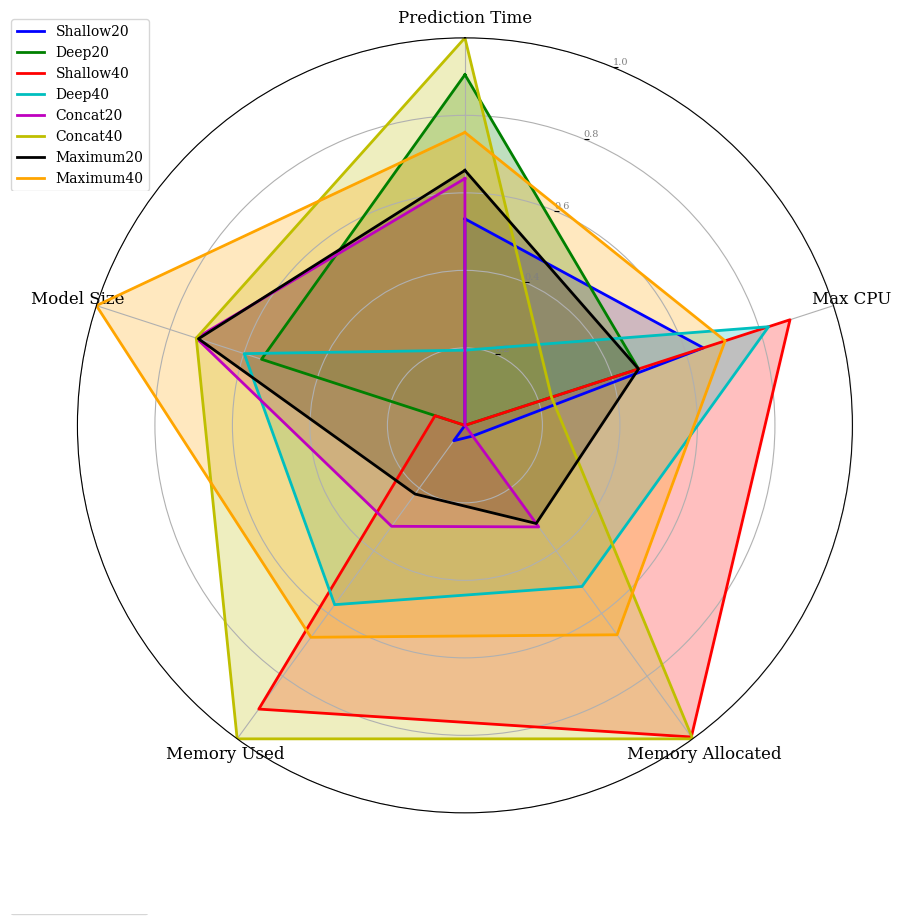 Prediction Time
Shallow20
Deep20
Shallow40
Deep40
Concat20
Concat40
Maximum20
Maximum40
1.0
0.8
0.6
Model Size
Max CPU
Memory Used
Memory Allocated